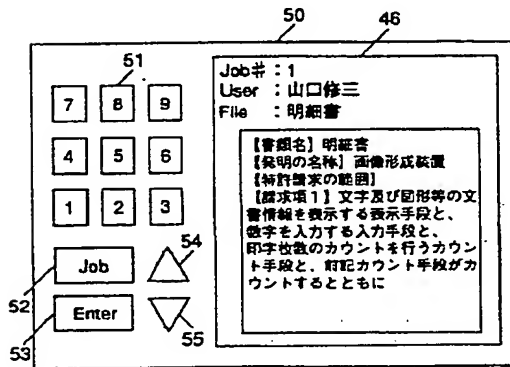 50
46
51
7 8 9
4 5 6
1 2 3
Job
54
52
Enter
53
55
Job# : 1
User : 山口修三
File : 明細書
【書類名】明細書
【発明の名称】画像形成装置
【特許請求の範囲】
【請求項1】文字及び図形等の文
書情報を表示する表示手段と、
数字を入力する入力手段と、
印字枚数のカウントを行うカウン
ト手段と、前記カウント手段がカ
ウントするとともに